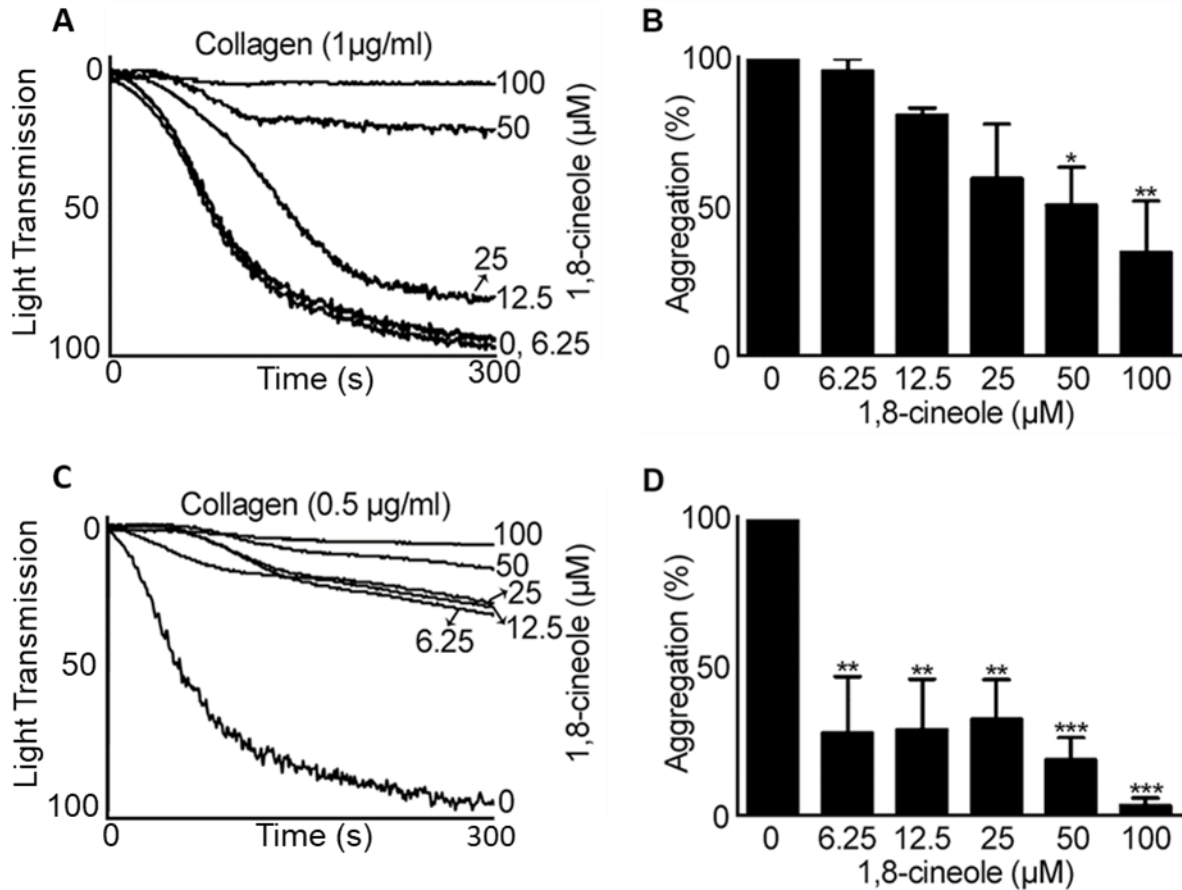 A
Collagen (1µg/ml)
Light Transmission
0
50
100
0
Time (s)
300
100
50
25
12.5
0, 6.25
1,8-cineole (µM)
B
Aggregation (%)
100
50
0
*
**
0 6.25 12.5 25 50 100
1,8-cineole (µM)
C
Collagen (0.5 µg/ml)
Light Transmission
0
50
100
0
Time (s)
300
100
50
25
12.5
6.25
0
1,8-cineole (µM)
D
Aggregation (%)
100
50
0
** ** ** *** ***
0 6.25 12.5 25 50 100
1,8-cineole (µM)